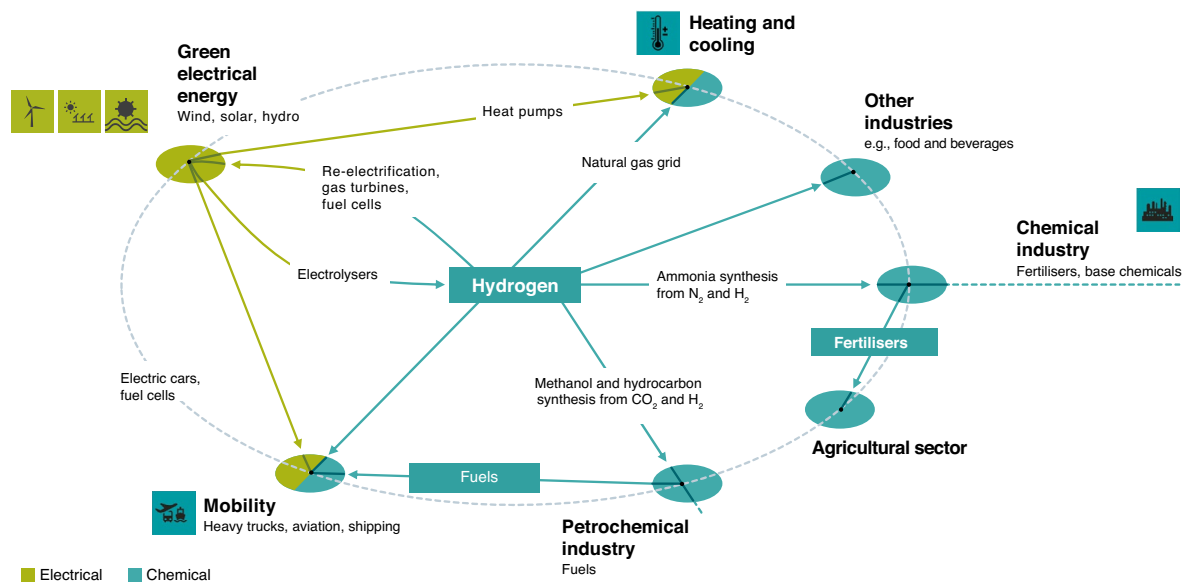 Heating and
cooling
Green
electrical
energy
Wind, solar, hydro
Heat pumps
Other
industries
e.g., food and beverages
Natural gas grid
Re-electrification,
gas turbines,
fuel cells
Chemical
industry
Fertilisers, base chemicals
Electrolysers
Hydrogen
Ammonia synthesis
from N₂ and H₂
Fertilisers
Electric cars,
fuel cells
Methanol and hydrocarbon
synthesis from CO₂ and H₂
Agricultural sector
Fuels
Mobility
Heavy trucks, aviation, shipping
Petrochemical
industry
Fuels
Electrical
Chemical